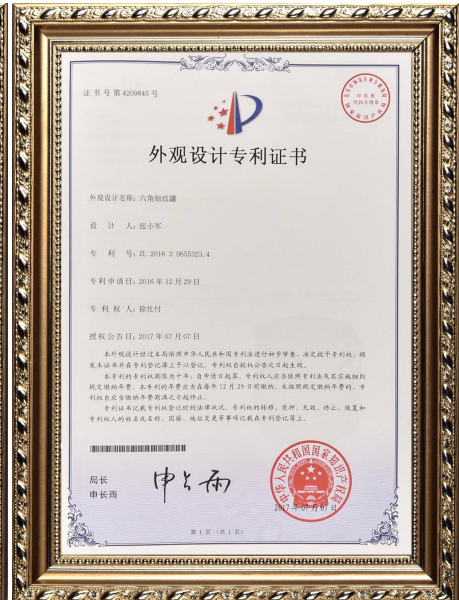 证书号第4209845号
外观设计专利证书
外观设计名称：六角细纹罐
设计人：张小军
专利号：ZL 2016 3 0655323.4
专利申请日：2016年12月29日
专利权人：徐仕付
授权公告日：2017年07月07日
本外观设计经过本局依照中华人民共和国专利法进行初步审查，决定授予专利权，颁
发本证书并在专利登记簿上予以登记。专利权自授权公告之日起生效。
本专利的专利权期限为十年，自申请日起算。专利权人应当依照专利法及其实施细则
规定缴纳年费。本专利的年费应当在每年12月29日前缴纳。未按照规定缴纳年费的，专利
权自应当缴纳年费期满之日起终止。
专利证书记载专利权登记时的法律状况。专利权的转移、质押、无效、终止、恢复和
专利权人的姓名或名称、国籍、地址变更等事项记载在专利登记簿上。
局长
申长雨
申长雨
中华人民共和国国家知识产权局
2017年07月07日
第1页（共1页）